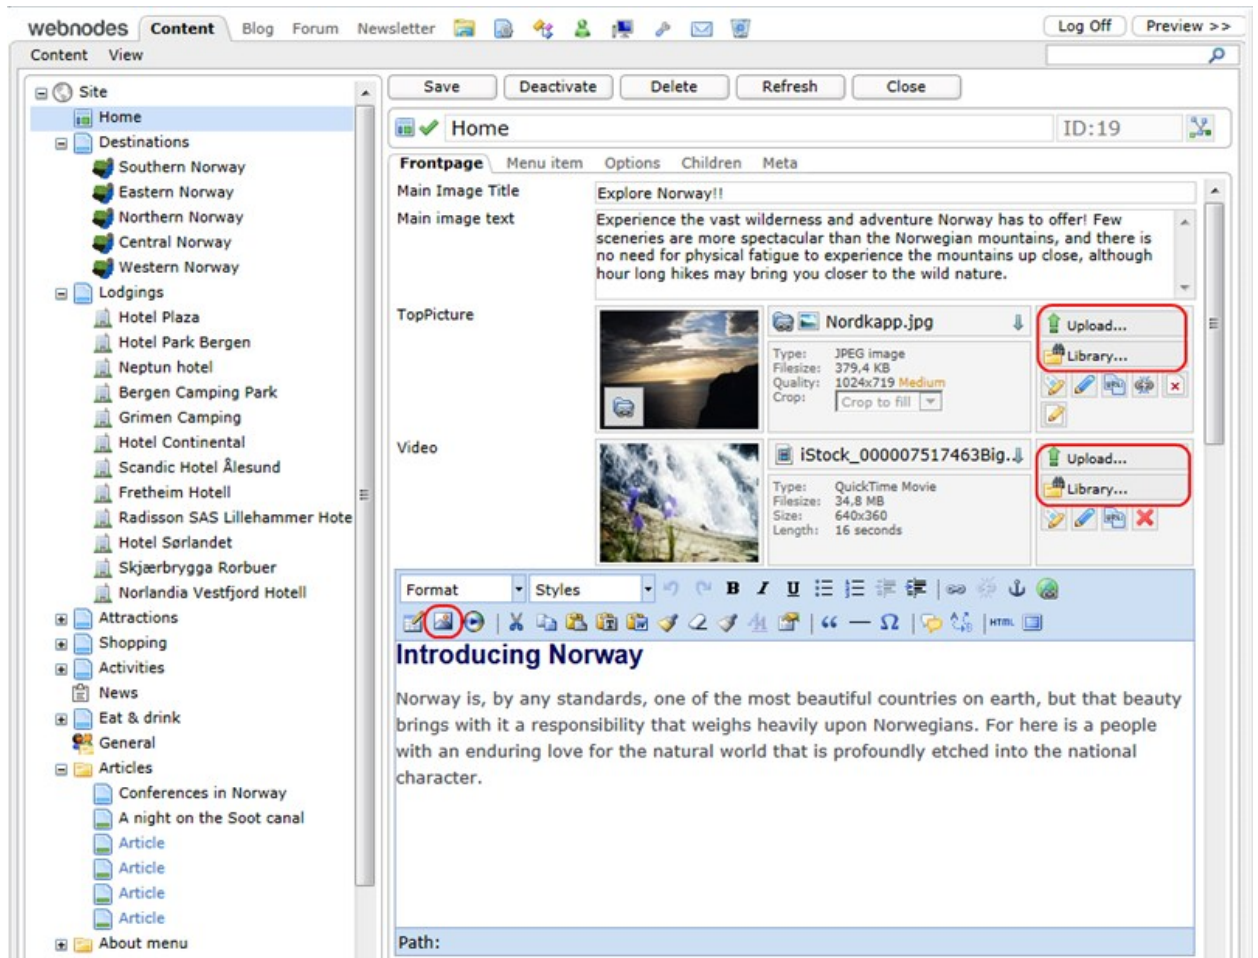 webnodes Content Blog Forum Newsletter Log Off Preview >>
Content View
Site
Home
Destinations
Southern Norway
Eastern Norway
Northern Norway
Central Norway
Western Norway
Lodgings
Hotel Plaza
Hotel Park Bergen
Neptun hotel
Bergen Camping Park
Grimen Camping
Hotel Continental
Scandic Hotel Ålesund
Fretheim Hotell
Radisson SAS Lillehammer Hote
Hotel Sørlandet
Skjærbrygga Rorbuer
Norlandia Vestfjord Hotell
Attractions
Shopping
Activities
News
Eat & drink
General
Articles
Conferences in Norway
A night on the Soot canal
Article
Article
Article
Article
About menu
Save Deactivate Delete Refresh Close
Home ID:19
Frontpage Menu item Options Children Meta
Main Image Title Explore Norway!!
Main image text Experience the vast wilderness and adventure Norway has to offer! Few
sceneries are more spectacular than the Norwegian mountains, and there is
no need for physical fatigue to experience the mountains up close, although
hour long hikes may bring you closer to the wild nature.
TopPicture Nordkapp.jpg Upload...
Library...
Type: JPEG image
Filesize: 379,4 KB
Quality: 1024x719 Medium
Crop: Crop to fill
URL
Video iStock_000007517463Big.. Upload...
Library...
Type: QuickTime Movie
Filesize: 34,8 MB
Size: 640x360
Length: 16 seconds
URL
Format Styles B I U
T W “ — Ω HTML
Introducing Norway
Norway is, by any standards, one of the most beautiful countries on earth, but that beauty
brings with it a responsibility that weighs heavily upon Norwegians. For here is a people
with an enduring love for the natural world that is profoundly etched into the national
character.
Path: